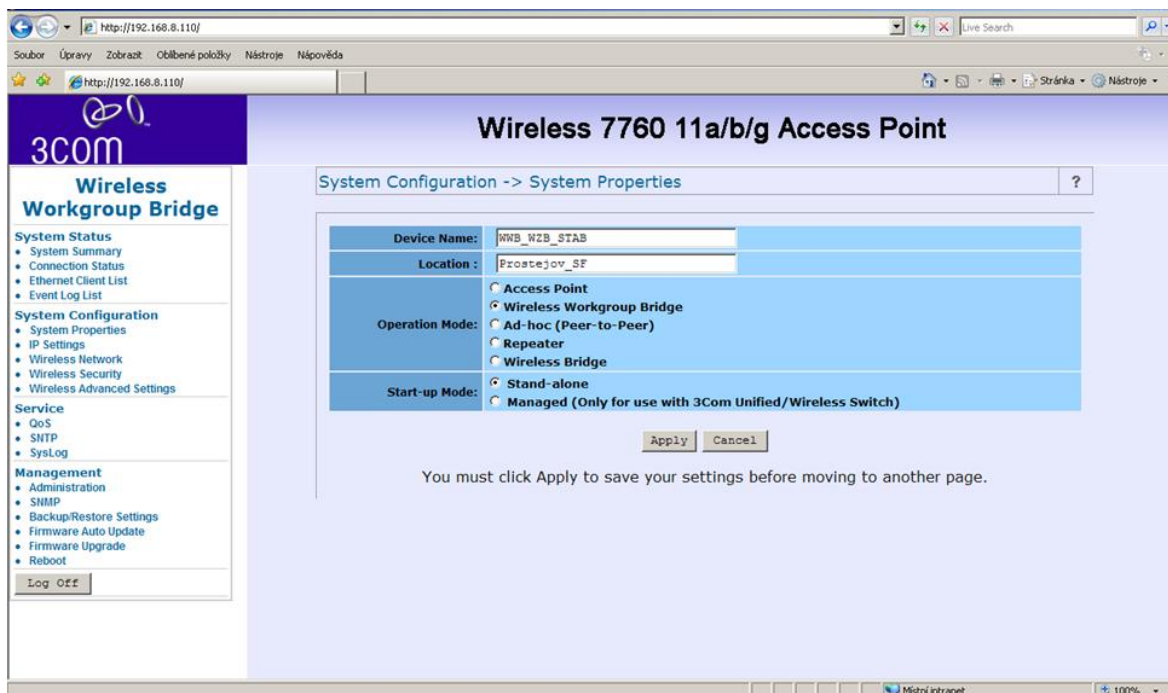 http://192.168.8.110/
Live Search
Soubor Úpravy Zobrazit Oblíbené položky Nástroje Nápověda
http://192.168.8.110/
Stránka Nástroje
3COM
Wireless 7760 11a/b/g Access Point
Wireless
Workgroup Bridge
System Status
System Summary
Connection Status
Ethernet Client List
Event Log List
System Configuration
System Properties
IP Settings
Wireless Network
Wireless Security
Wireless Advanced Settings
Service
QoS
SNTP
SysLog
Management
Administration
SNMP
Backup/Restore Settings
Firmware Auto Update
Firmware Upgrade
Reboot
Log Off
System Configuration -> System Properties ?
Device Name: WWB_WZB_STAB
Location : Prostejov_SF
Operation Mode:
Access Point
Wireless Workgroup Bridge
Ad-hoc (Peer-to-Peer)
Repeater
Wireless Bridge
Start-up Mode:
Stand-alone
Managed (Only for use with 3Com Unified/Wireless Switch)
Apply Cancel
You must click Apply to save your settings before moving to another page.
Místní intranet 100%